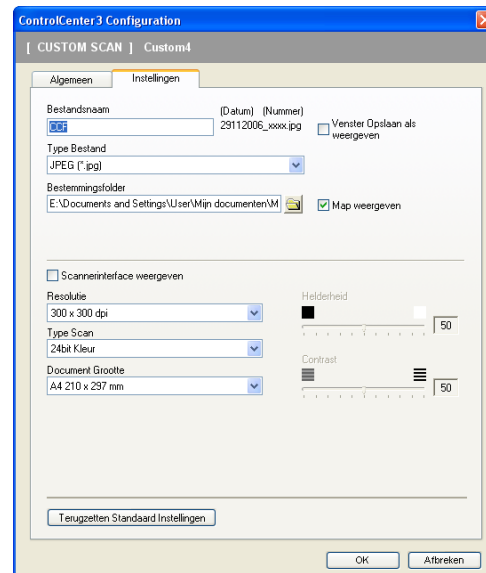 ControlCenter3 Configuration
[ CUSTOM SCAN ] Custom4
Algemeen
Instellingen
Bestandsnaam
(Datum) (Nummer)
CCF
29112006_xxxx.jpg
Venster Opslaan als
weergeven
Type Bestand
JPEG (*.jpg)
Bestemmingsfolder
E:\Documents and Settings\User\Mijn documenten\M
Map weergeven
Scannerinterface weergeven
Resolutie
Helderheid
300 x 300 dpi
50
Type Scan
24bit Kleur
Contrast
Document Grootte
A4 210 x 297 mm
50
Terugzetten Standaard Instellingen
OK
Afbreken